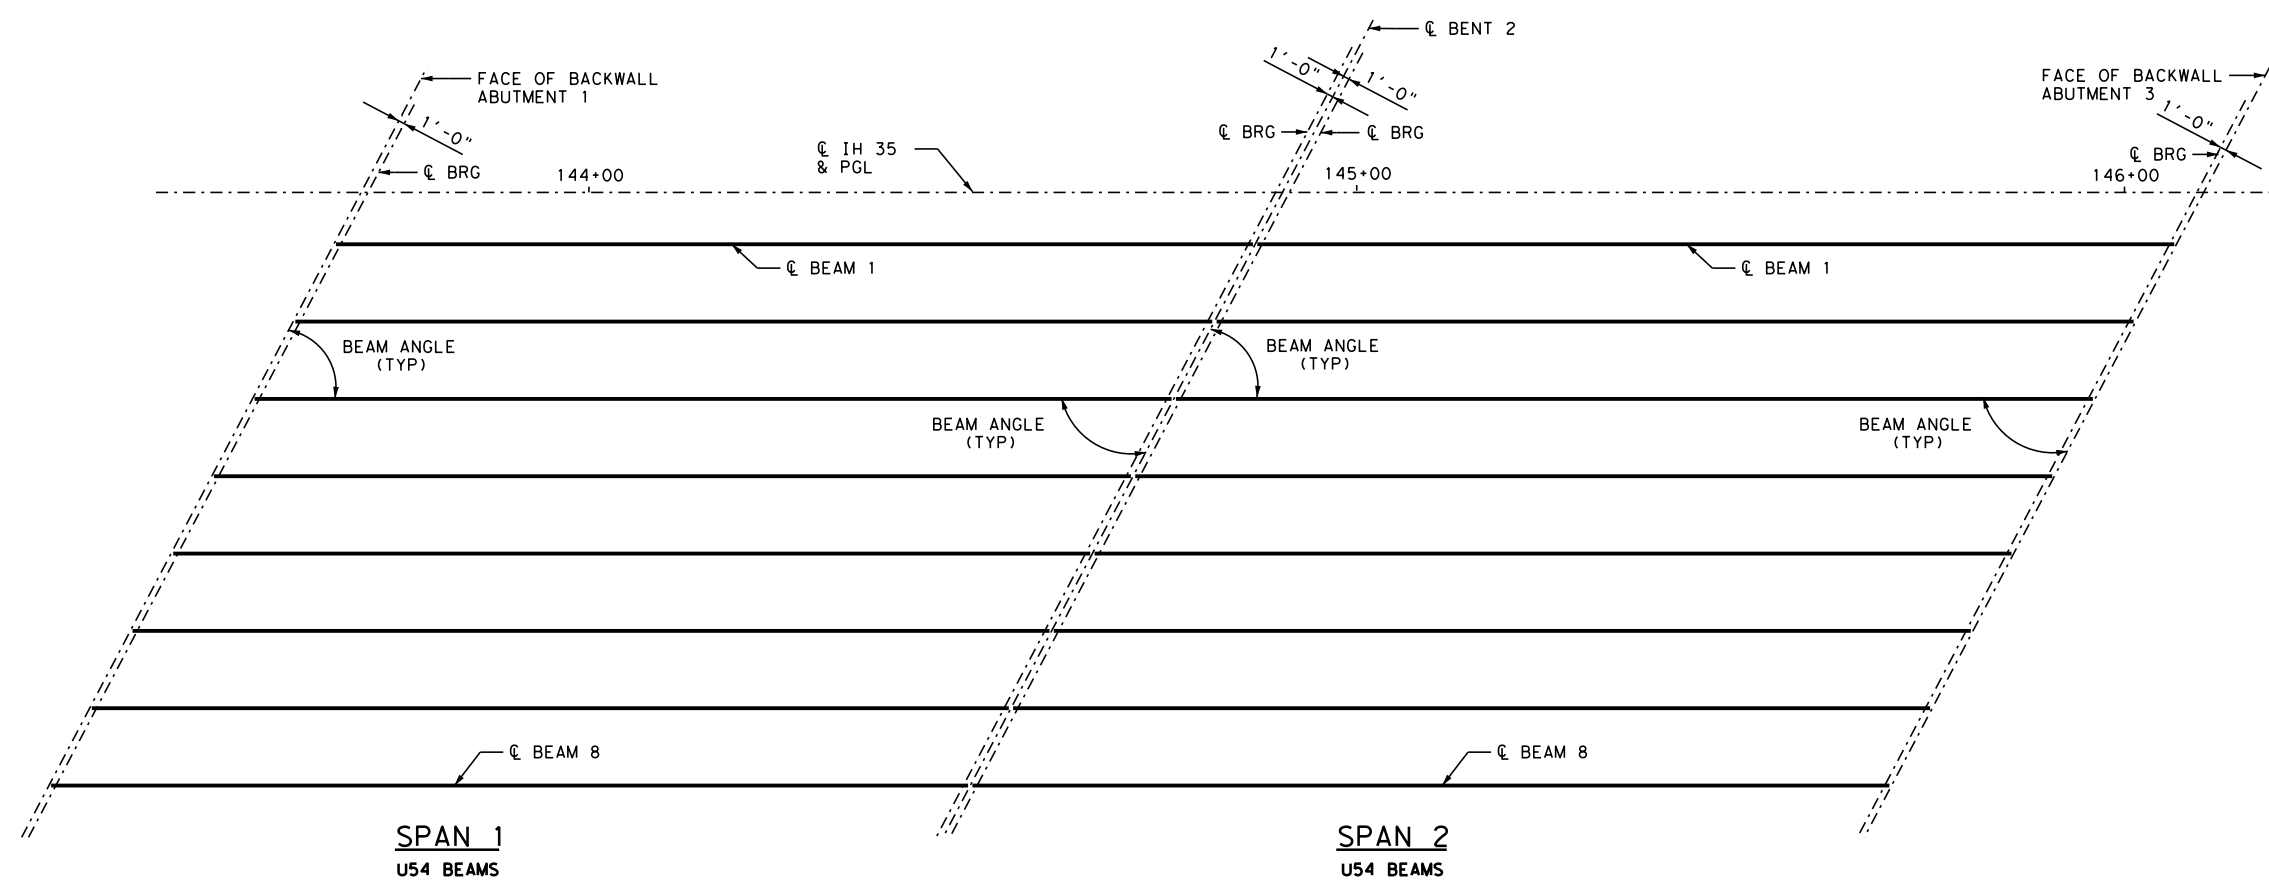 ℄ BENT 2
1'-0"
1'-0"
FACE OF BACKWALL
ABUTMENT 1
FACE OF BACKWALL
ABUTMENT 3
1'-0"
1'-0"
℄ BRG
℄ BRG
℄ BRG
℄ BRG
℄ IH 35
& PGL
144+00
145+00
146+00
℄ BEAM 1
℄ BEAM 1
BEAM ANGLE
(TYP)
BEAM ANGLE
(TYP)
BEAM ANGLE
(TYP)
BEAM ANGLE
(TYP)
℄ BEAM 8
℄ BEAM 8
SPAN 1
U54 BEAMS
SPAN 2
U54 BEAMS